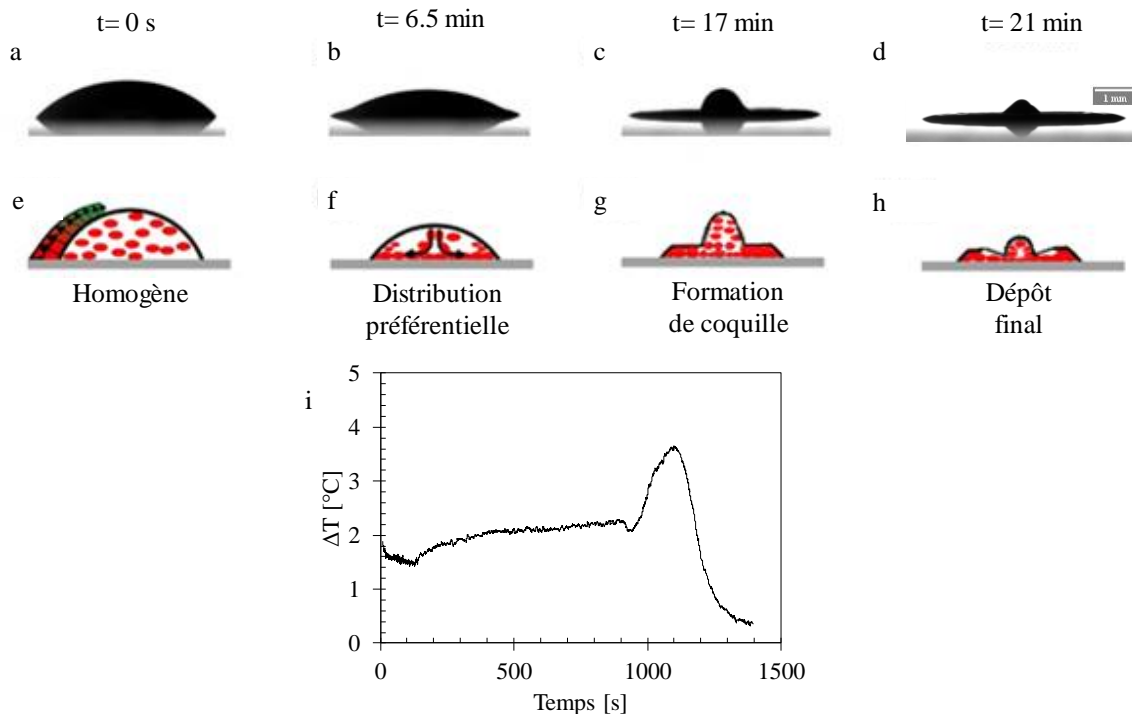 t= 0 s
t= 6.5 min
t= 17 min
t= 21 min
a
b
c
d
1 mm
e
f
g
h
Homogène
Distribution
préférentielle
Formation
de coquille
Dépôt
final
i
5
4
3
2
1
0
ΔT [°C]
0
500
1000
1500
Temps [s]